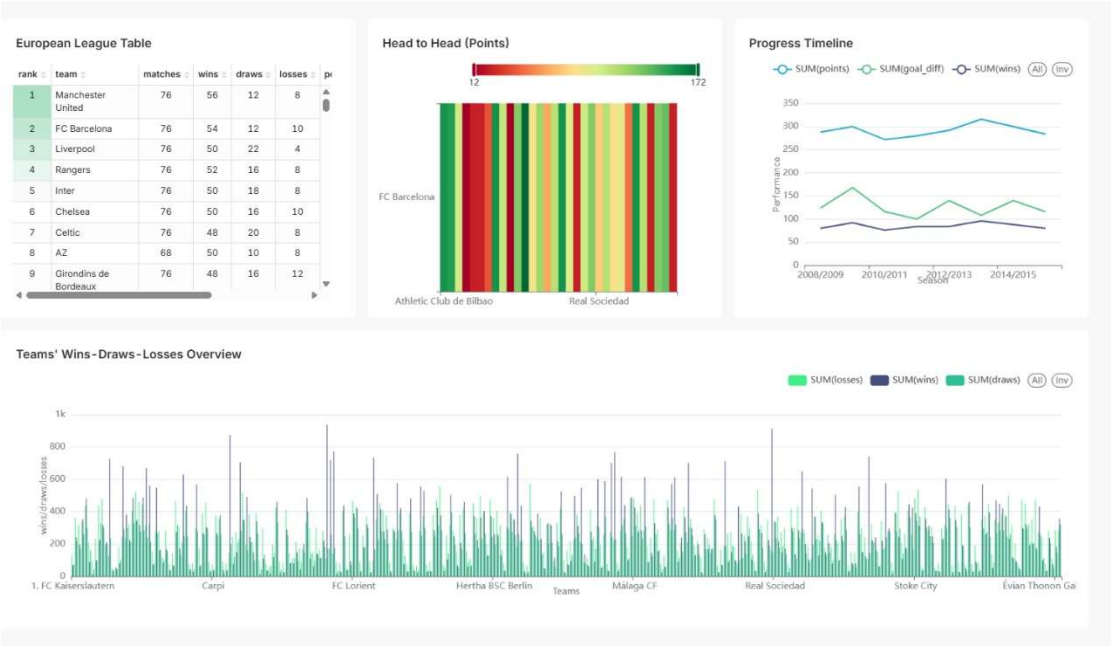 European League Table
rank team matches wins draws losses
1 Manchester United 76 56 12 8
2 FC Barcelona 76 54 12 10
3 Liverpool 76 50 22 4
4 Rangers 76 52 16 8
5 Inter 76 50 18 8
6 Chelsea 76 50 16 10
7 Celtic 76 48 20 8
8 AZ 68 50 10 8
9 Girondins de Bordeaux 76 48 16 12
Head to Head (Points)
12 172
FC Barcelona
Athletic Club de Bilbao Real Sociedad
Progress Timeline
SUM(points) SUM(goal_diff) SUM(wins) All Inv
350
300
250
200
150
100
50
0
Performance
2008/2009 2010/2011 2012/2013 2014/2015
Season
Teams' Wins-Draws-Losses Overview
SUM(losses) SUM(wins) SUM(draws) All Inv
1k
800
600
400
200
0
wins/draws/losses
1. FC Kaiserslautern Carpi FC Lorient Hertha BSC Berlin Málaga CF Real Sociedad Stoke City Évian Thonon Ga
Teams